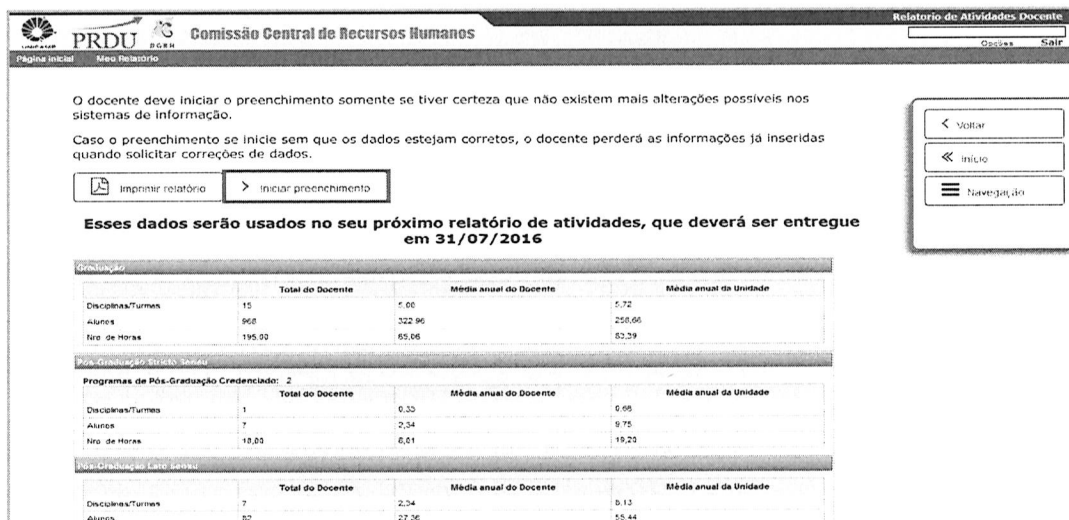 Relatorio de Atividades Docente
UNICAMP PRDU DGRH Comissão Central de Recursos Humanos
Opções Sair
Página inicial Meu Relatório
O docente deve iniciar o preenchimento somente se tiver certeza que não existem mais alterações possíveis nos
sistemas de informação.
Caso o preenchimento se inicie sem que os dados estejam corretos, o docente perderá as informações já inseridas
quando solicitar correções de dados.
Voltar
Início
Navegação
Imprimir relatório Iniciar preenchimento
Esses dados serão usados no seu próximo relatório de atividades, que deverá ser entregue
em 31/07/2016
Graduação
Total do Docente Média anual do Docente Média anual da Unidade
Disciplinas/Turmas 15 5,00 5,72
Alunos 968 322,96 258,66
Nro. de Horas 195,00 65,06 83,39
Pós-Graduação Stricto Sensu
Programas de Pós-Graduação Credenciado: 2
Total do Docente Média anual do Docente Média anual da Unidade
Disciplinas/Turmas 1 0,33 0,68
Alunos 7 2,34 9,75
Nro. de Horas 18,00 6,01 19,20
Pós-Graduação Lato Sensu
Total do Docente Média anual do Docente Média anual da Unidade
Disciplinas/Turmas 7 2,34
Alunos 82 27,36 55,44